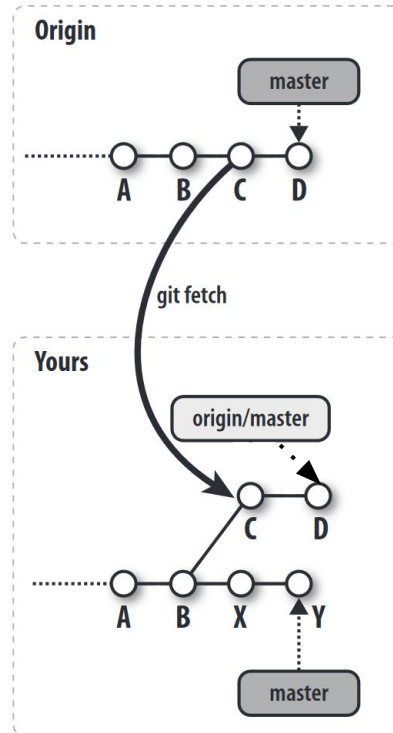 Origin
master
A B C D
git fetch
Yours
origin/master
C D
A B X Y
master